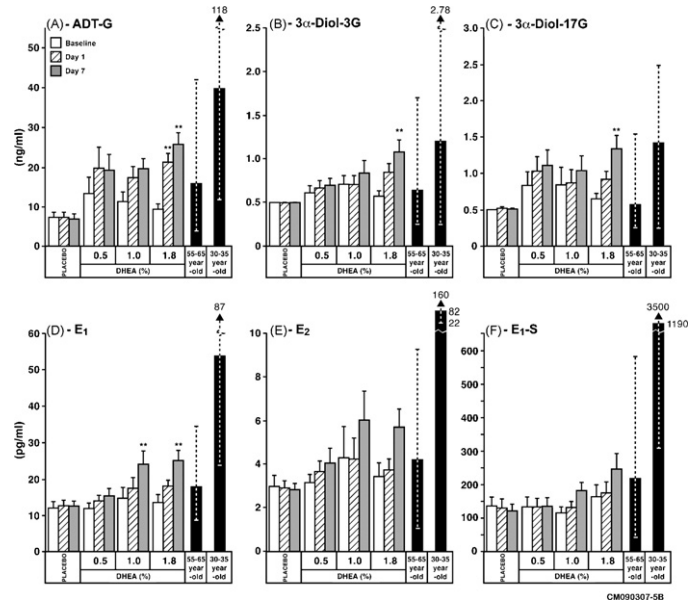 (A) - ADT-G
118
(ng/ml)
50
40
30
20
10
0
Baseline
Day 1
Day 7
**
**
PLACEBO
0.5
1.0
1.8
DHEA (%)
55-65
year
-old
30-35
year
-old
(B) - 3α-Diol-3G
2.78
2.5
2.0
1.5
1.0
0.5
0
**
PLACEBO
0.5
1.0
1.8
DHEA (%)
55-65
year
-old
30-35
year
-old
(C) - 3α-Diol-17G
3.0
2.5
2.0
1.5
1.0
0.5
0
**
PLACEBO
0.5
1.0
1.8
DHEA (%)
55-65
year
-old
30-35
year
-old
(D) - E1
87
(pg/ml)
60
50
40
30
20
10
0
**
**
PLACEBO
0.5
1.0
1.8
DHEA (%)
55-65
year
-old
30-35
year
-old
(E) - E2
160
82
22
10
8
6
4
2
0
PLACEBO
0.5
1.0
1.8
DHEA (%)
55-65
year
-old
30-35
year
-old
(F) - E1-S
3500
1190
600
500
400
300
200
100
0
PLACEBO
0.5
1.0
1.8
DHEA (%)
55-65
year
-old
30-35
year
-old
CM090307-5B